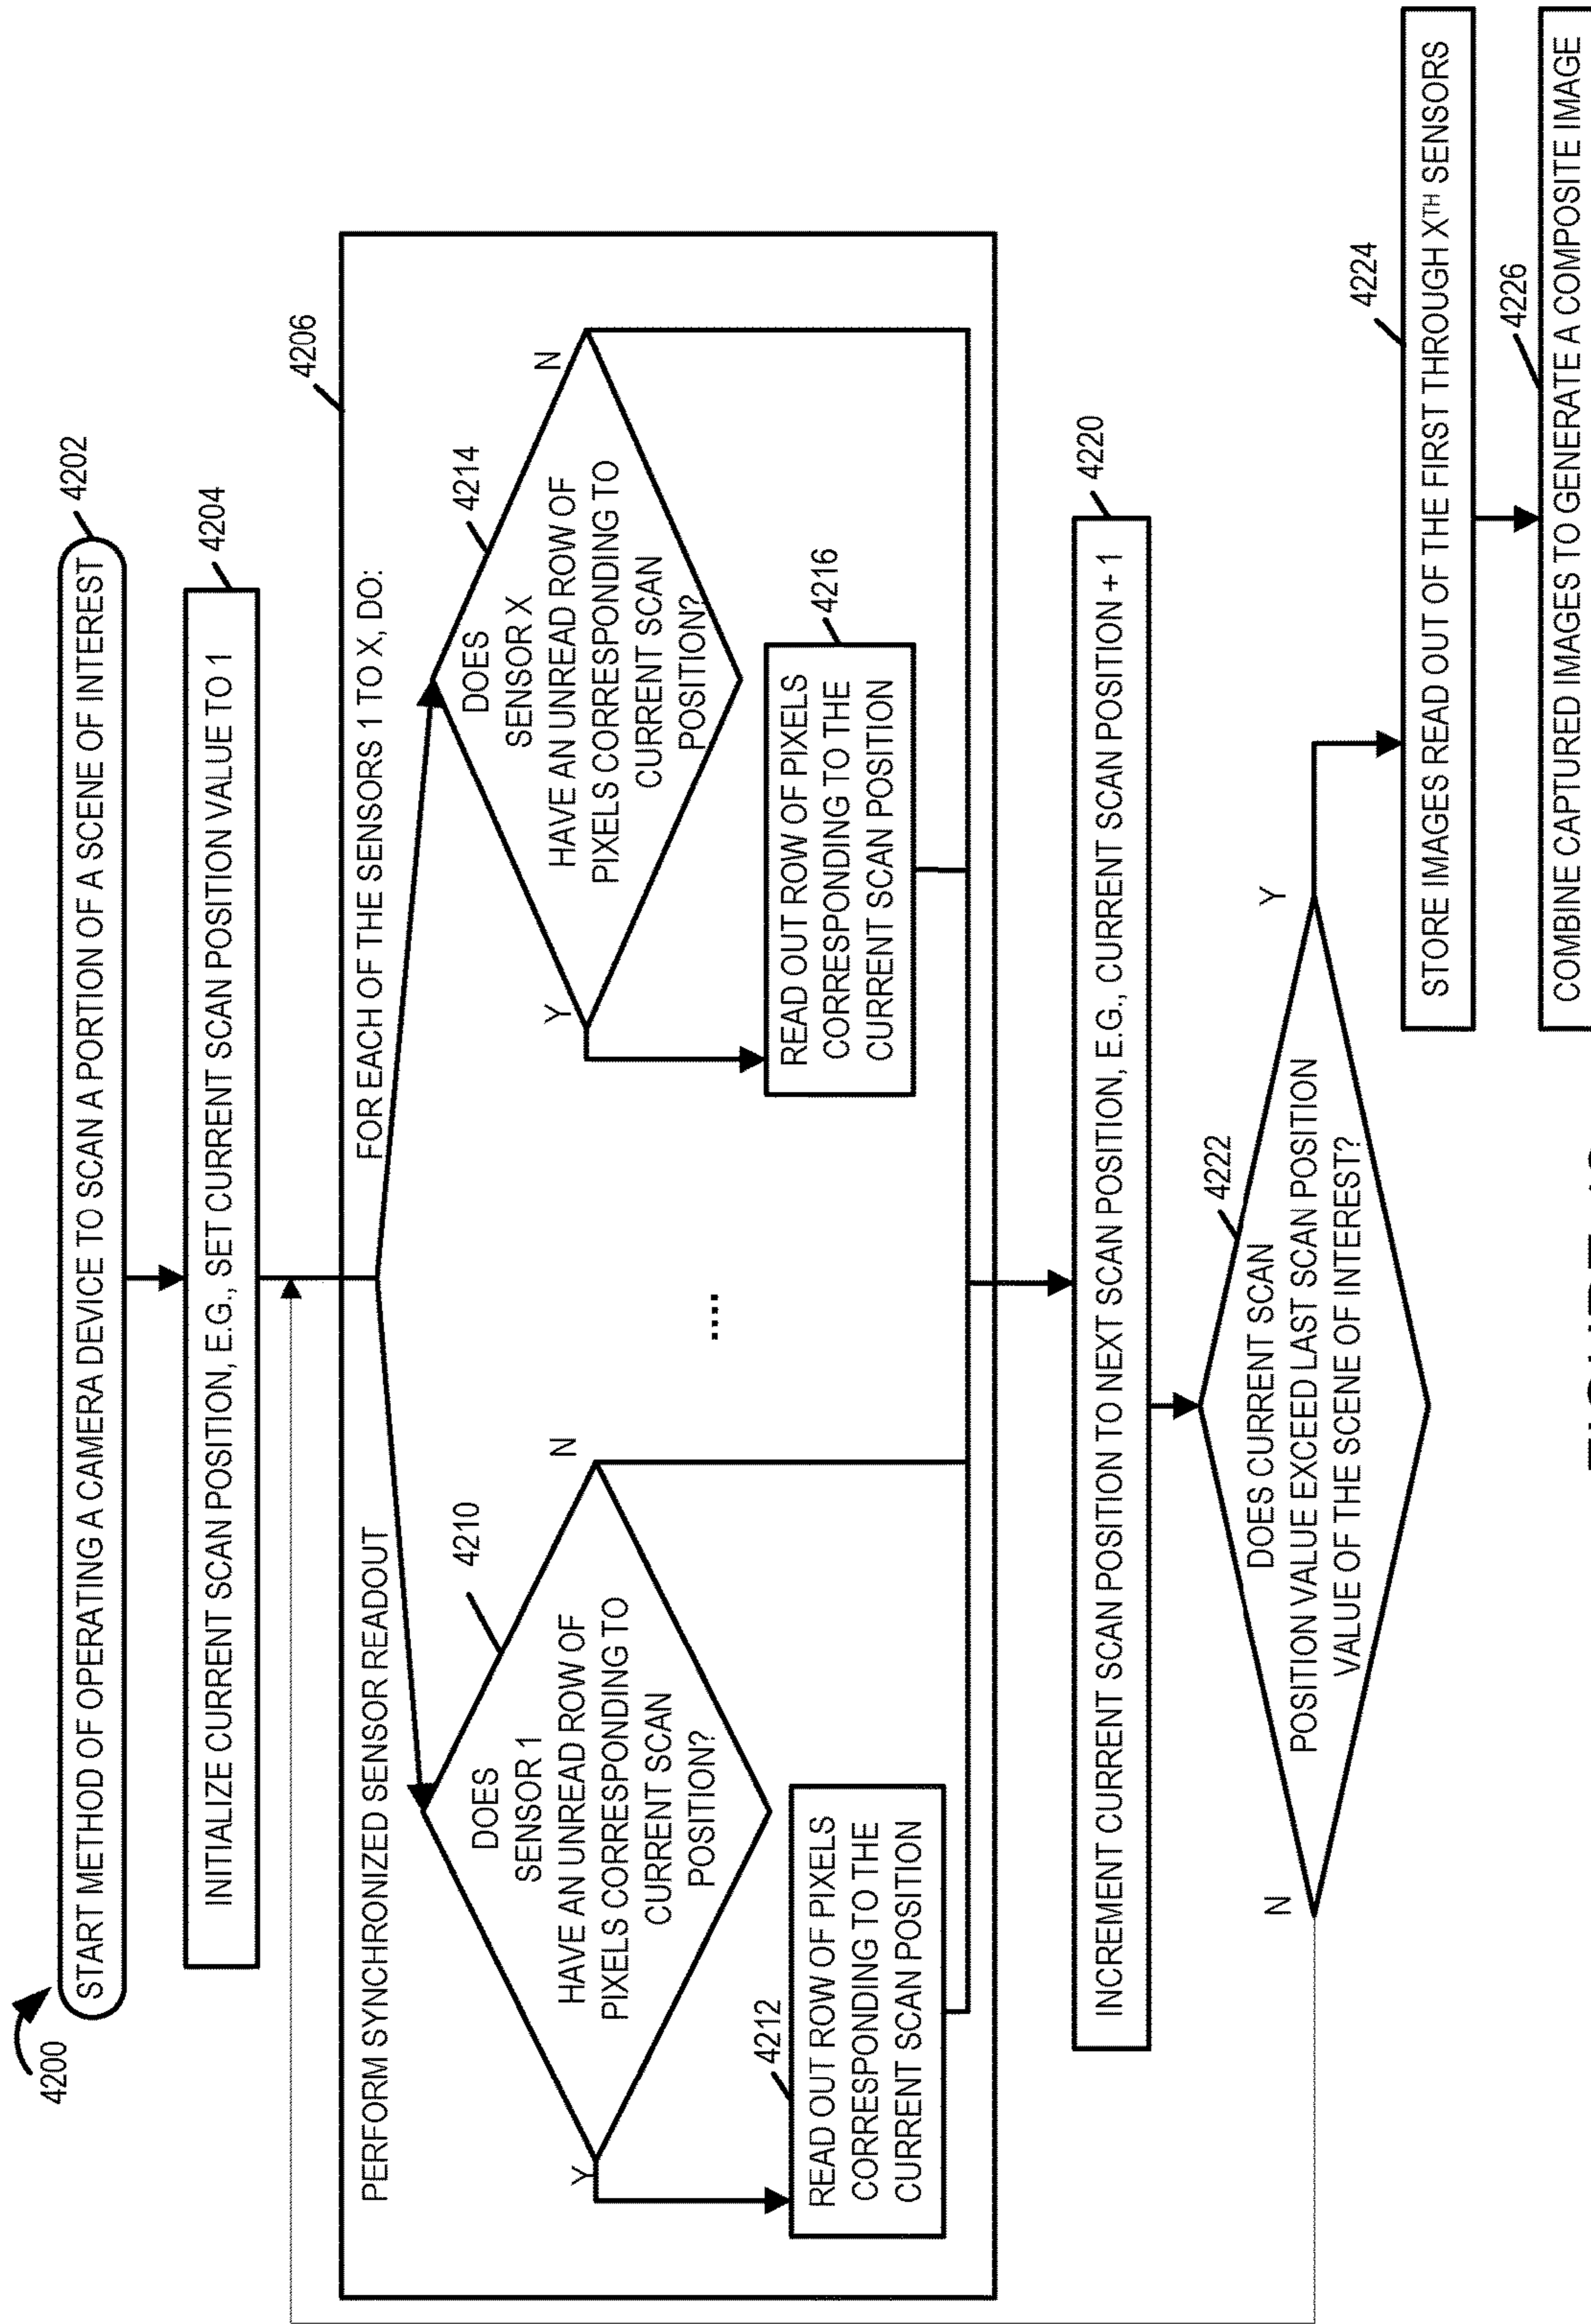 4200
START METHOD OF OPERATING A CAMERA DEVICE TO SCAN A PORTION OF A SCENE OF INTEREST
4202
INITIALIZE CURRENT SCAN POSITION, E.G., SET CURRENT SCAN POSITION VALUE TO 1
4204
4206
PERFORM SYNCHRONIZED SENSOR READOUT
FOR EACH OF THE SENSORS 1 TO X, DO:
4210
DOES
SENSOR 1
HAVE AN UNREAD ROW OF
PIXELS CORRESPONDING TO
CURRENT SCAN
POSITION?
Y
N
4212
READ OUT ROW OF PIXELS
CORRESPONDING TO THE
CURRENT SCAN POSITION
....
4214
DOES
SENSOR X
HAVE AN UNREAD ROW OF
PIXELS CORRESPONDING TO
CURRENT SCAN
POSITION?
Y
N
4216
READ OUT ROW OF PIXELS
CORRESPONDING TO THE
CURRENT SCAN POSITION
4220
INCREMENT CURRENT SCAN POSITION TO NEXT SCAN POSITION, E.G., CURRENT SCAN POSITION + 1
4222
DOES CURRENT SCAN
POSITION VALUE EXCEED LAST SCAN POSITION
VALUE OF THE SCENE OF INTEREST?
N
Y
4224
STORE IMAGES READ OUT OF THE FIRST THROUGH XTH SENSORS
4226
COMBINE CAPTURED IMAGES TO GENERATE A COMPOSITE IMAGE